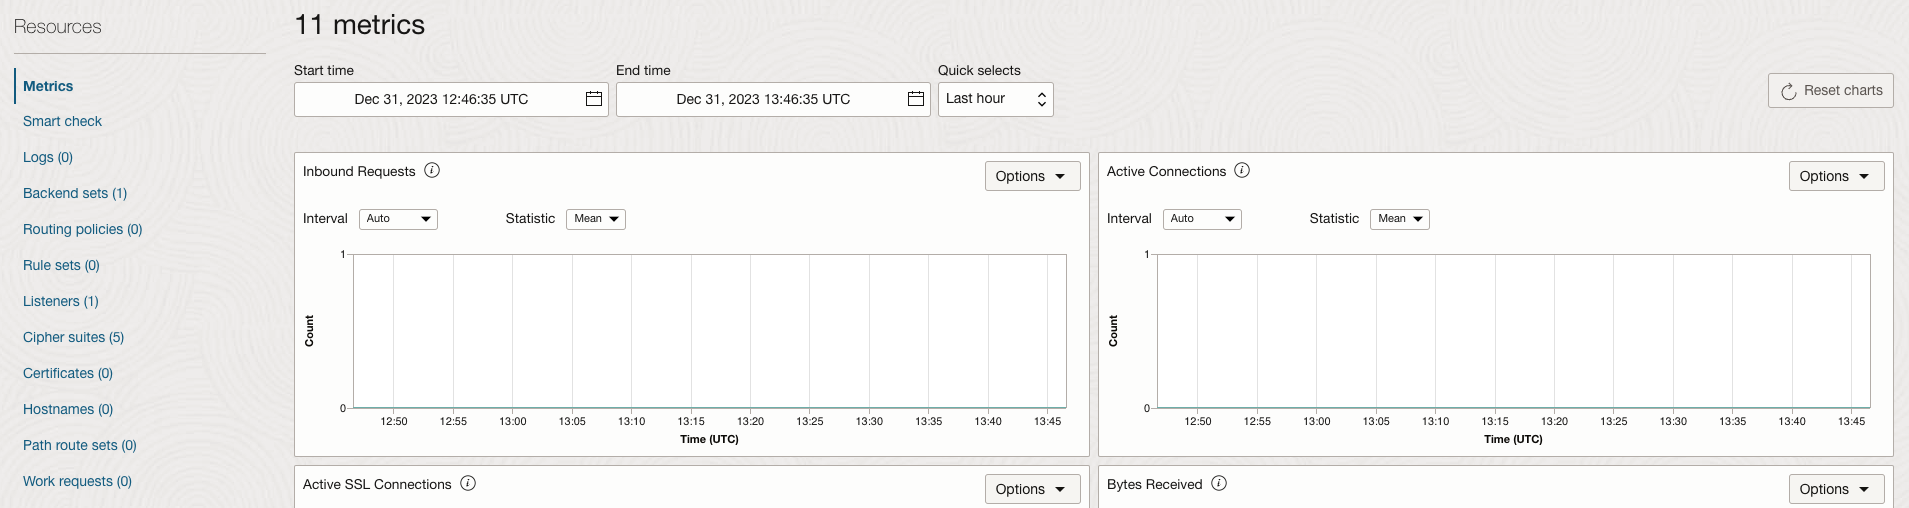 Resources
Metrics
Smart check
Logs (0)
Backend sets (1)
Routing policies (0)
Rule sets (0)
Listeners (1)
Cipher suites (5)
Certificates (0)
Hostnames (0)
Path route sets (0)
Work requests (0)
11 metrics
Start time End time Quick selects
Dec 31, 2023 12:46:35 UTC Dec 31, 2023 13:46:35 UTC Last hour Reset charts
Inbound Requests i Options
Interval Auto Statistic Mean
1
Count
0
12:50 12:55 13:00 13:05 13:10 13:15 13:20 13:25 13:30 13:35 13:40 13:45
Time (UTC)
Active Connections i Options
Interval Auto Statistic Mean
1
Count
0
12:50 12:55 13:00 13:05 13:10 13:15 13:20 13:25 13:30 13:35 13:40 13:45
Time (UTC)
Active SSL Connections i Options
Bytes Received i Options